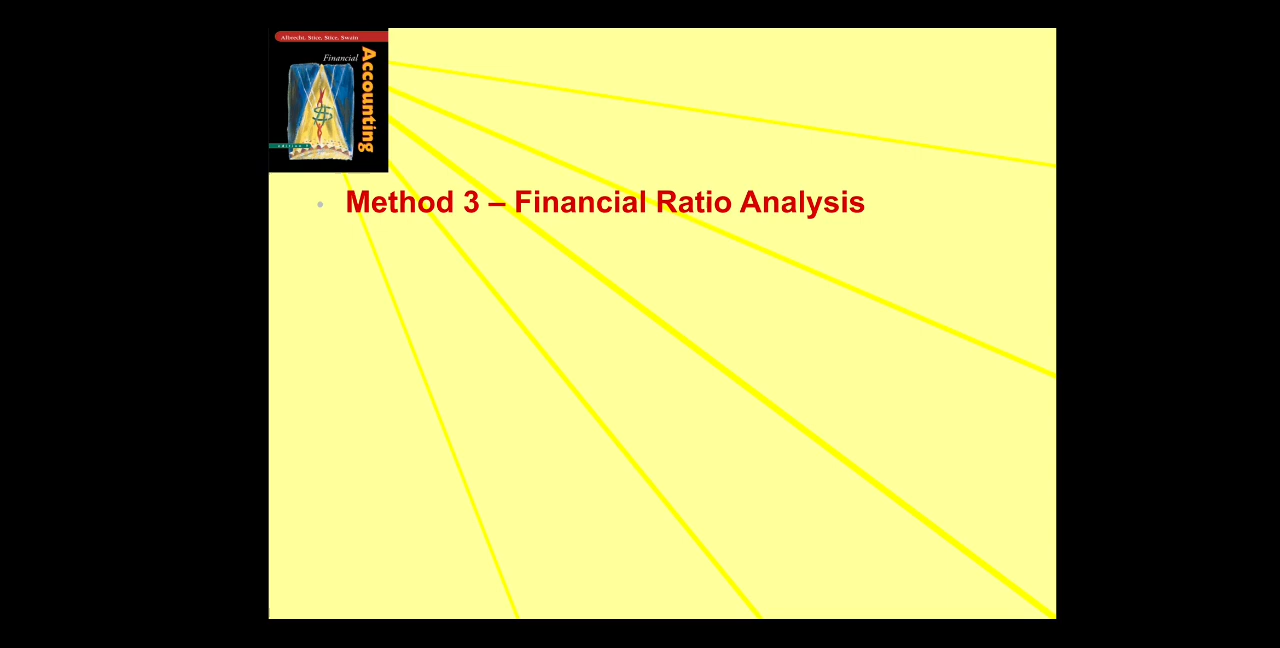 Albrecht, Stice, Stice, Swain
Financial
Accounting
• Method 3 – Financial Ratio Analysis